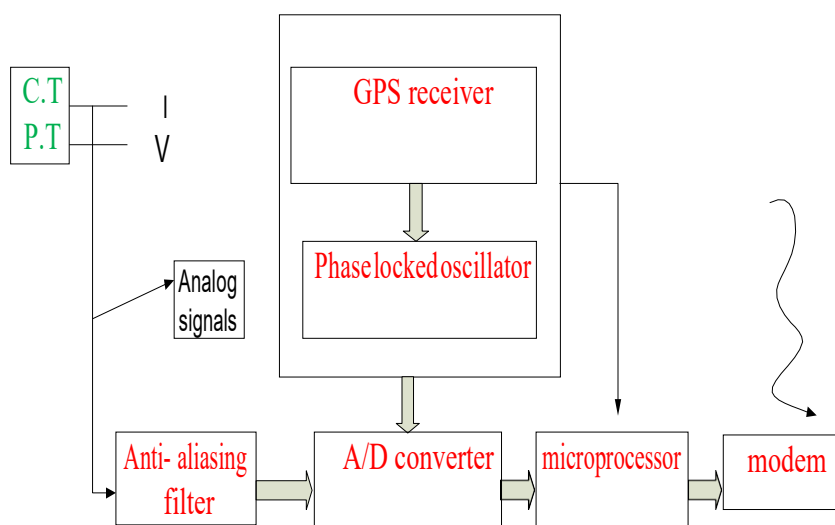 C.T
P.T
I
V
GPS receiver
Phase locked oscillator
Analog
signals
Anti- aliasing
filter
A/D converter
microprocessor
modem